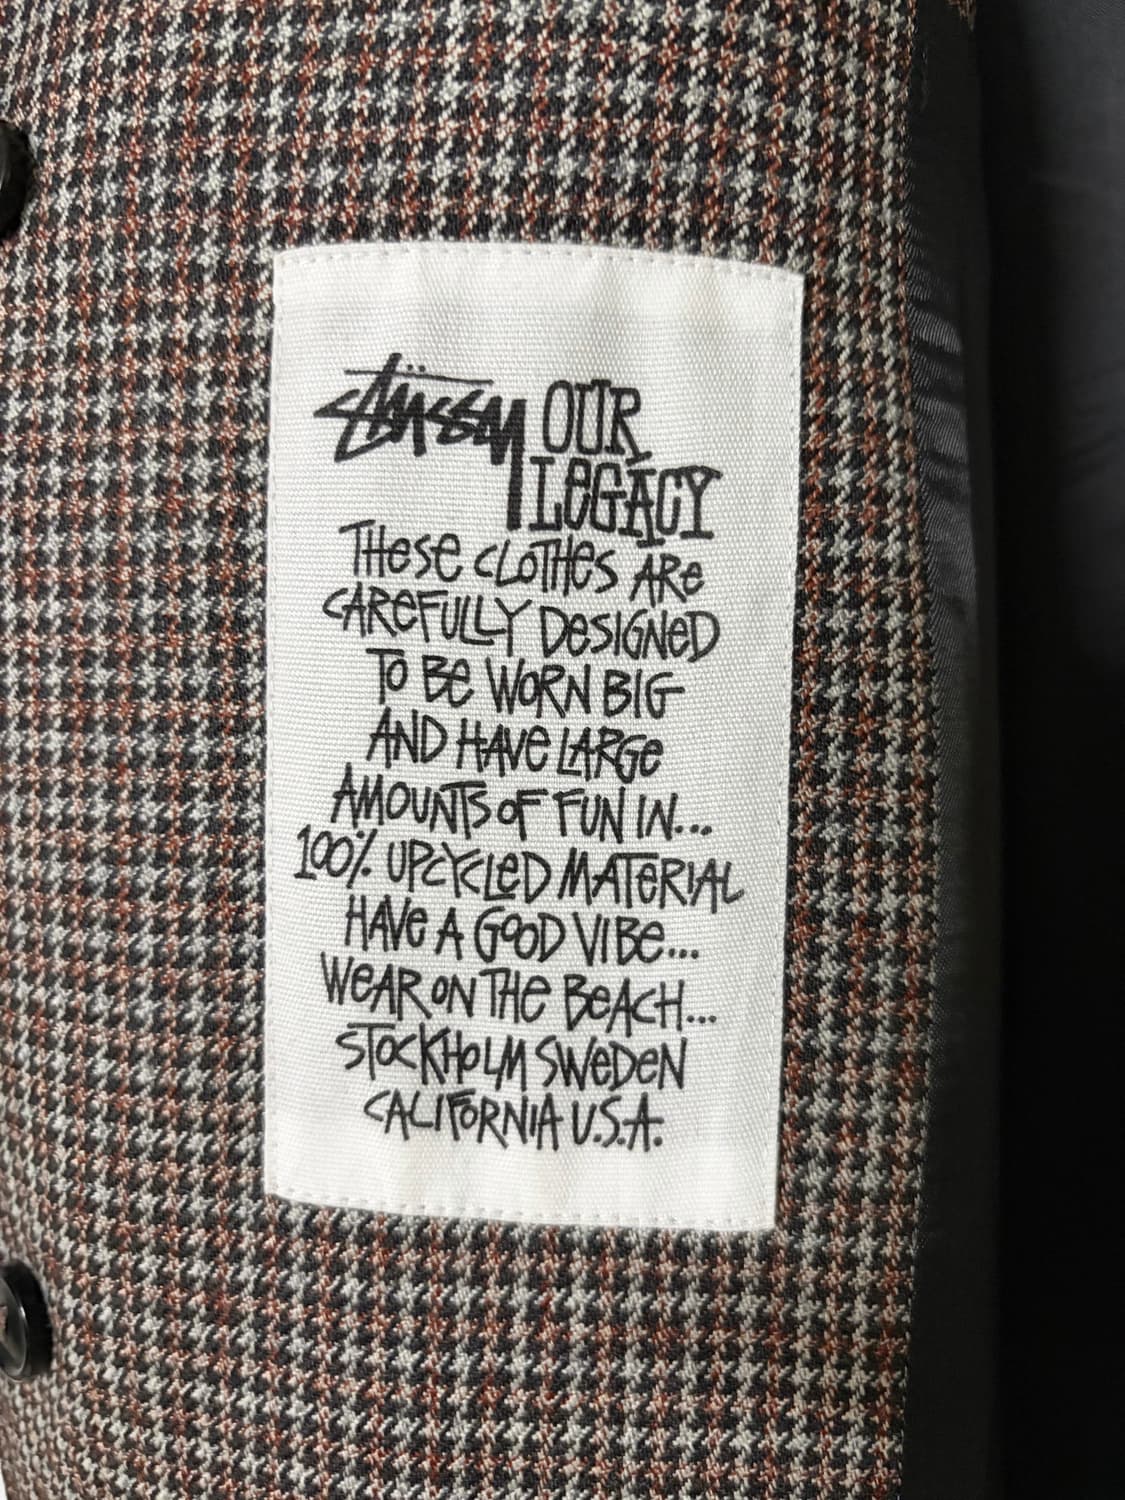 Stüssy OUR
LEGACY
THESE CLOTHES ARE
CAREFULLY DESIGNED
TO BE WORN BIG
AND HAVE LARGE
AMOUNTS OF FUN IN...
100% UPCYCLED MATERIAL
HAVE A GOOD VIBE...
WEAR ON THE BEACH...
STOCKHOLM SWEDEN
CALIFORNIA U.S.A.